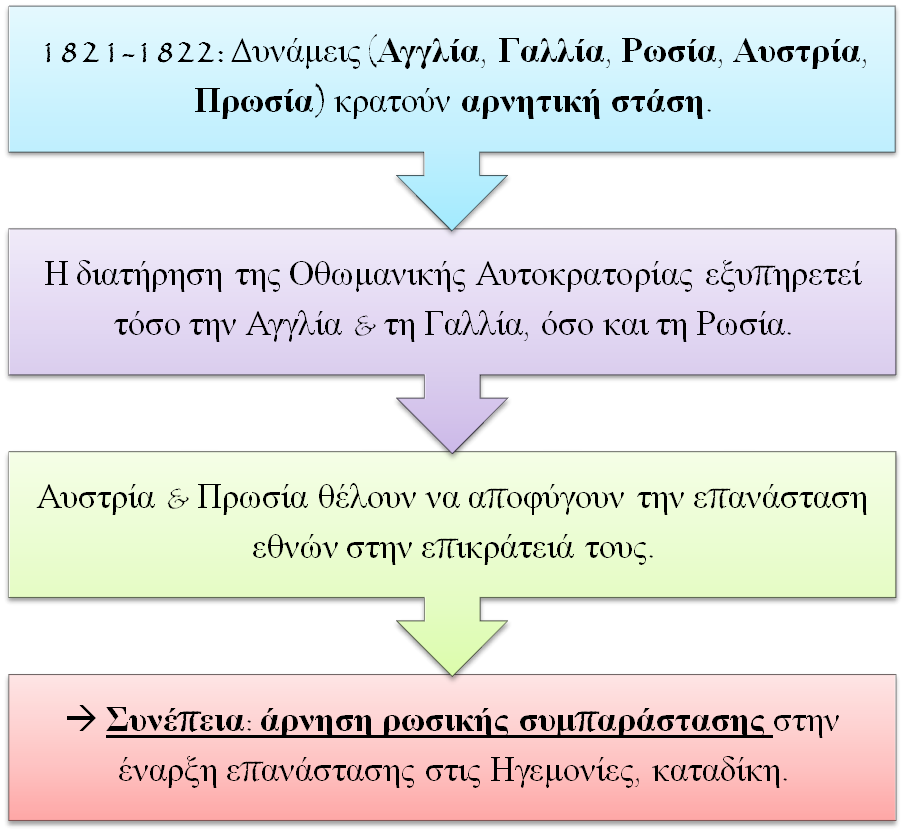 1821-1822: Δυνάμεις (Αγγλία, Γαλλία, Ρωσία, Αυστρία,
Πρωσία) κρατούν αρνητική στάση.
Η διατήρηση της Οθωμανικής Αυτοκρατορίας εξυπηρετεί
τόσο την Αγγλία & τη Γαλλία, όσο και τη Ρωσία.
Αυστρία & Πρωσία θέλουν να αποφύγουν την επανάσταση
εθνών στην επικράτειά τους.
→ Συνέπεια: άρνηση ρωσικής συμπαράστασης στην
έναρξη επανάστασης στις Ηγεμονίες, καταδίκη.